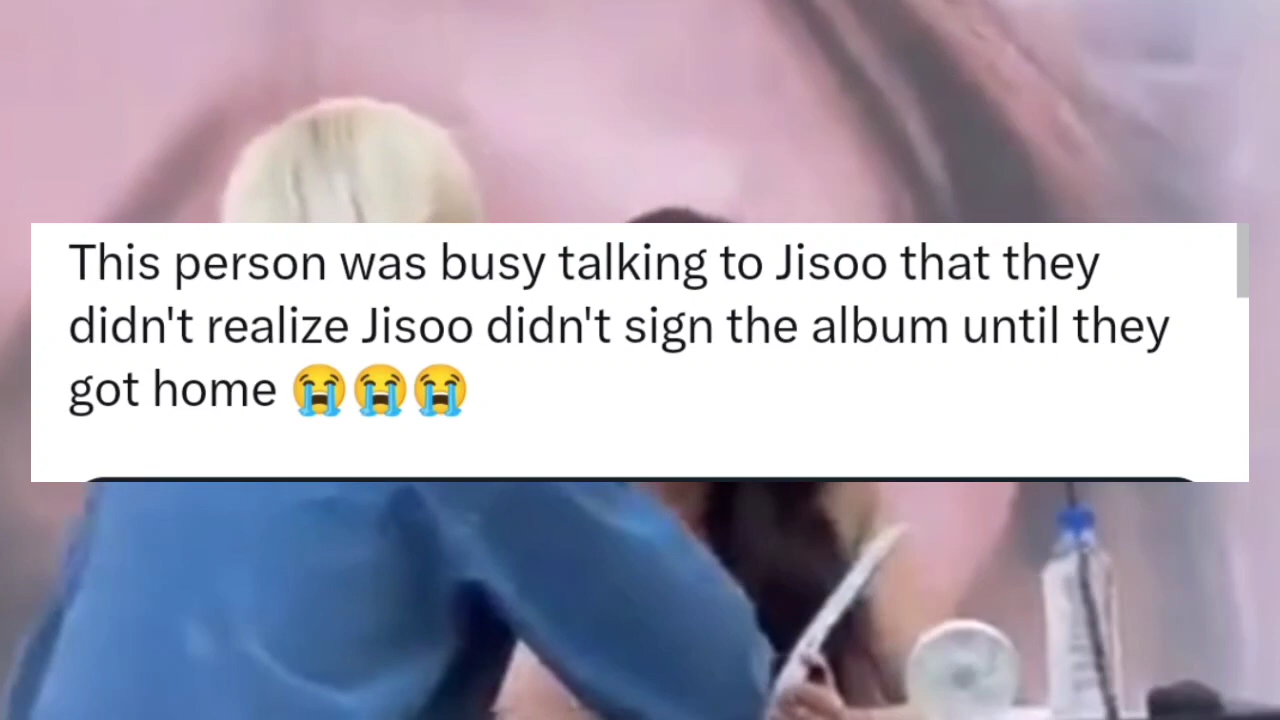 This person was busy talking to Jisoo that they
didn't realize Jisoo didn't sign the album until they
got home 😭😭😭